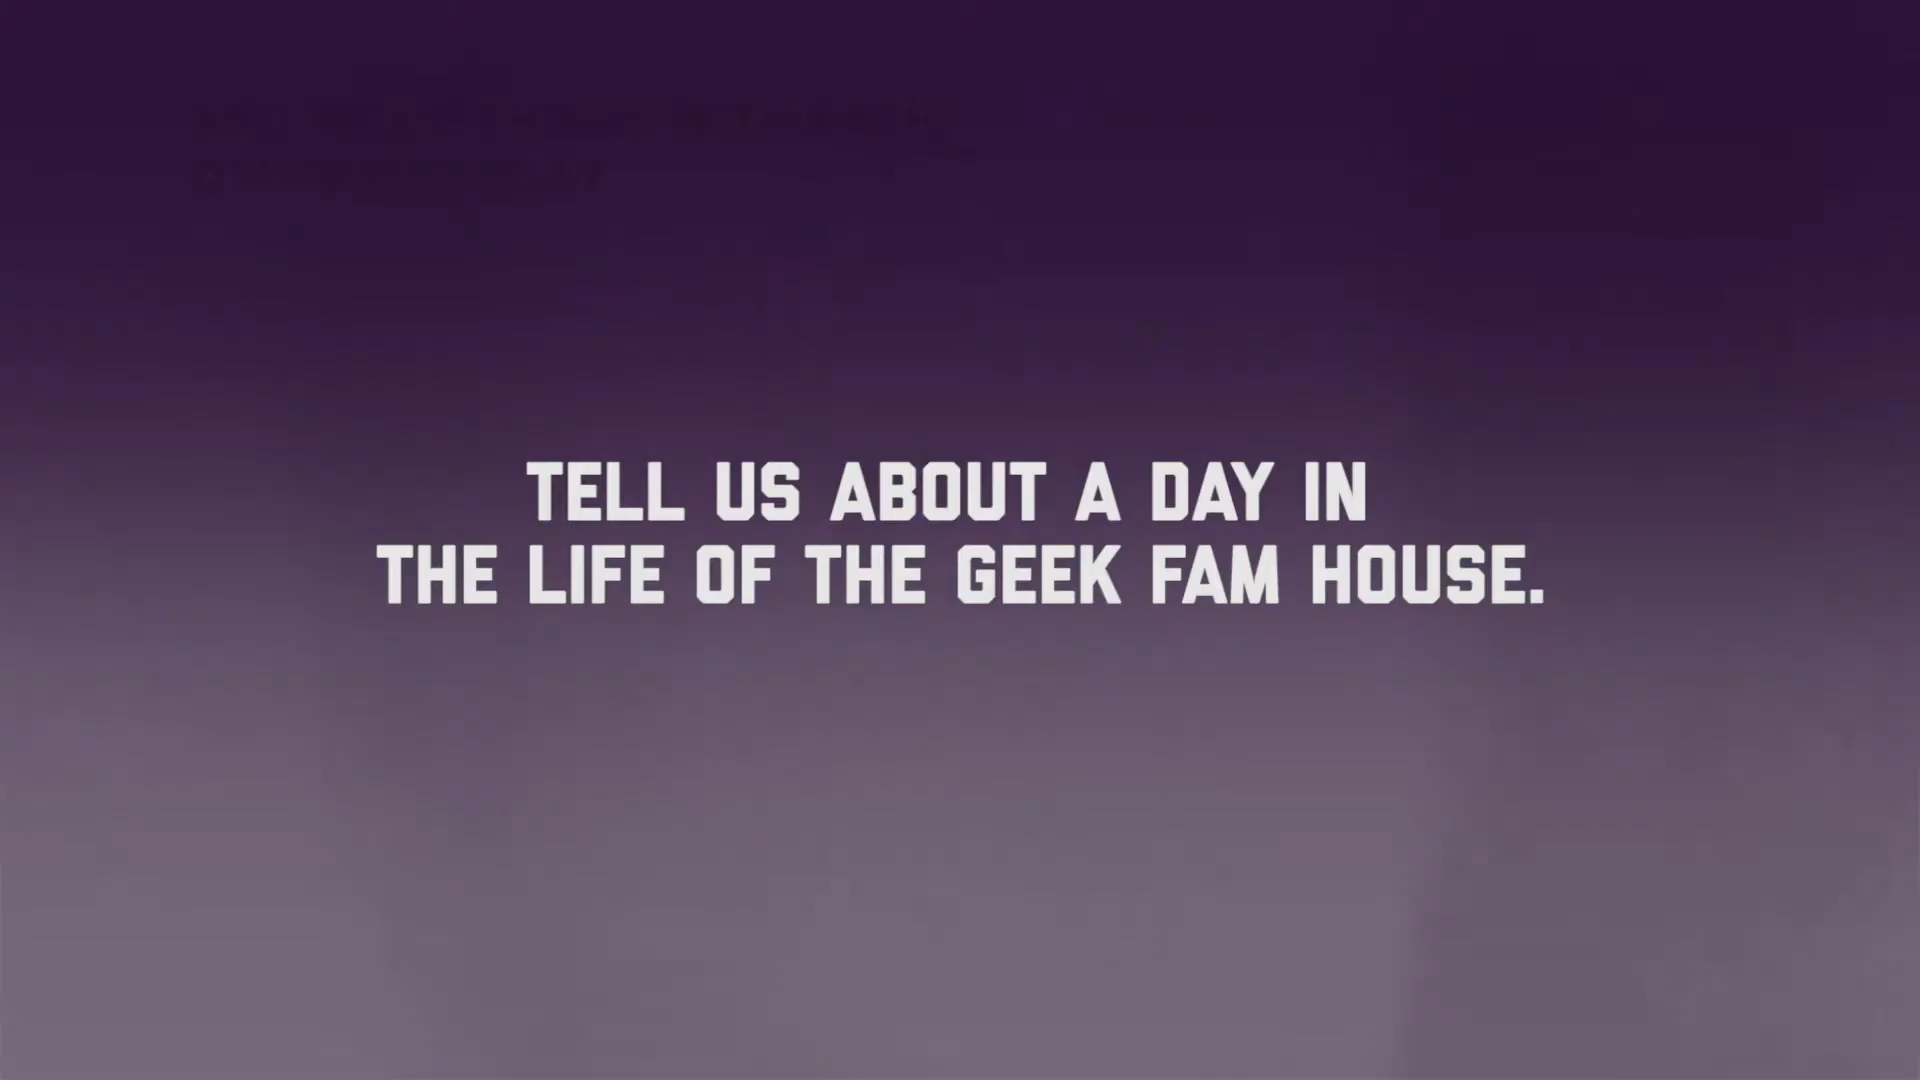 TELL US ABOUT A DAY IN
THE LIFE OF THE GEEK FAM HOUSE.